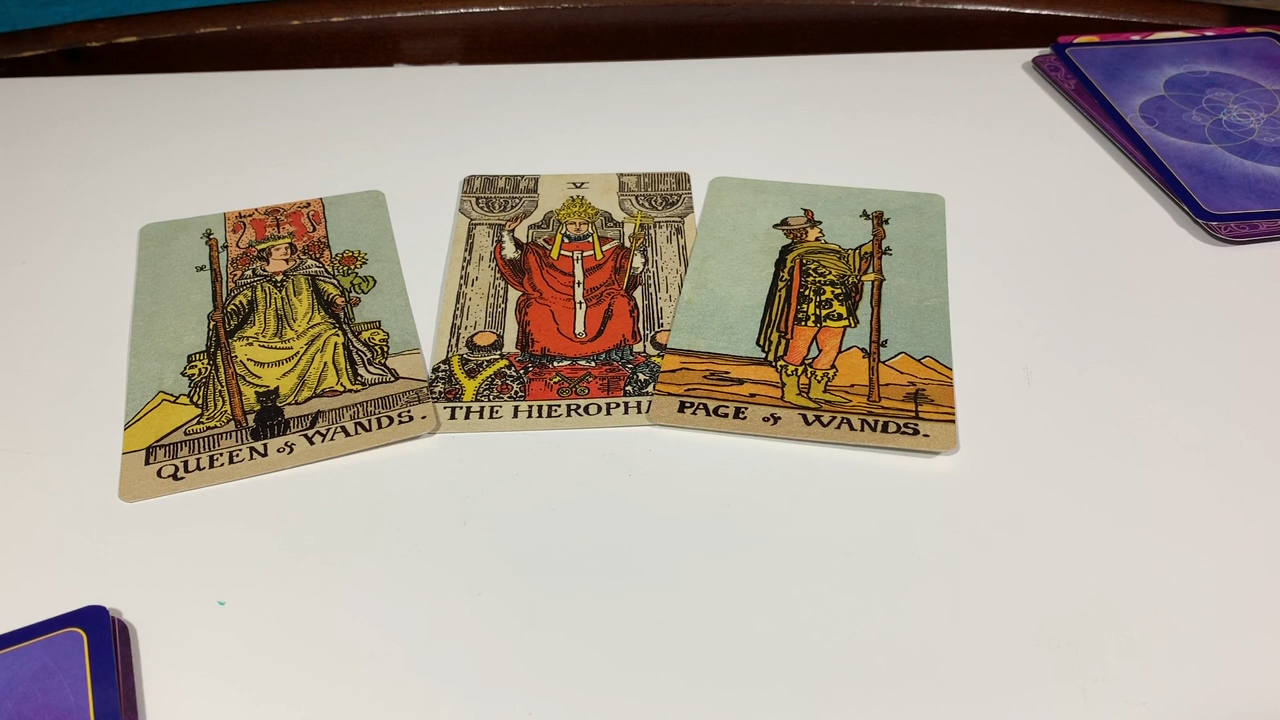 QUEEN of WANDS.
V
THE HIEROPH
PAGE of WANDS.